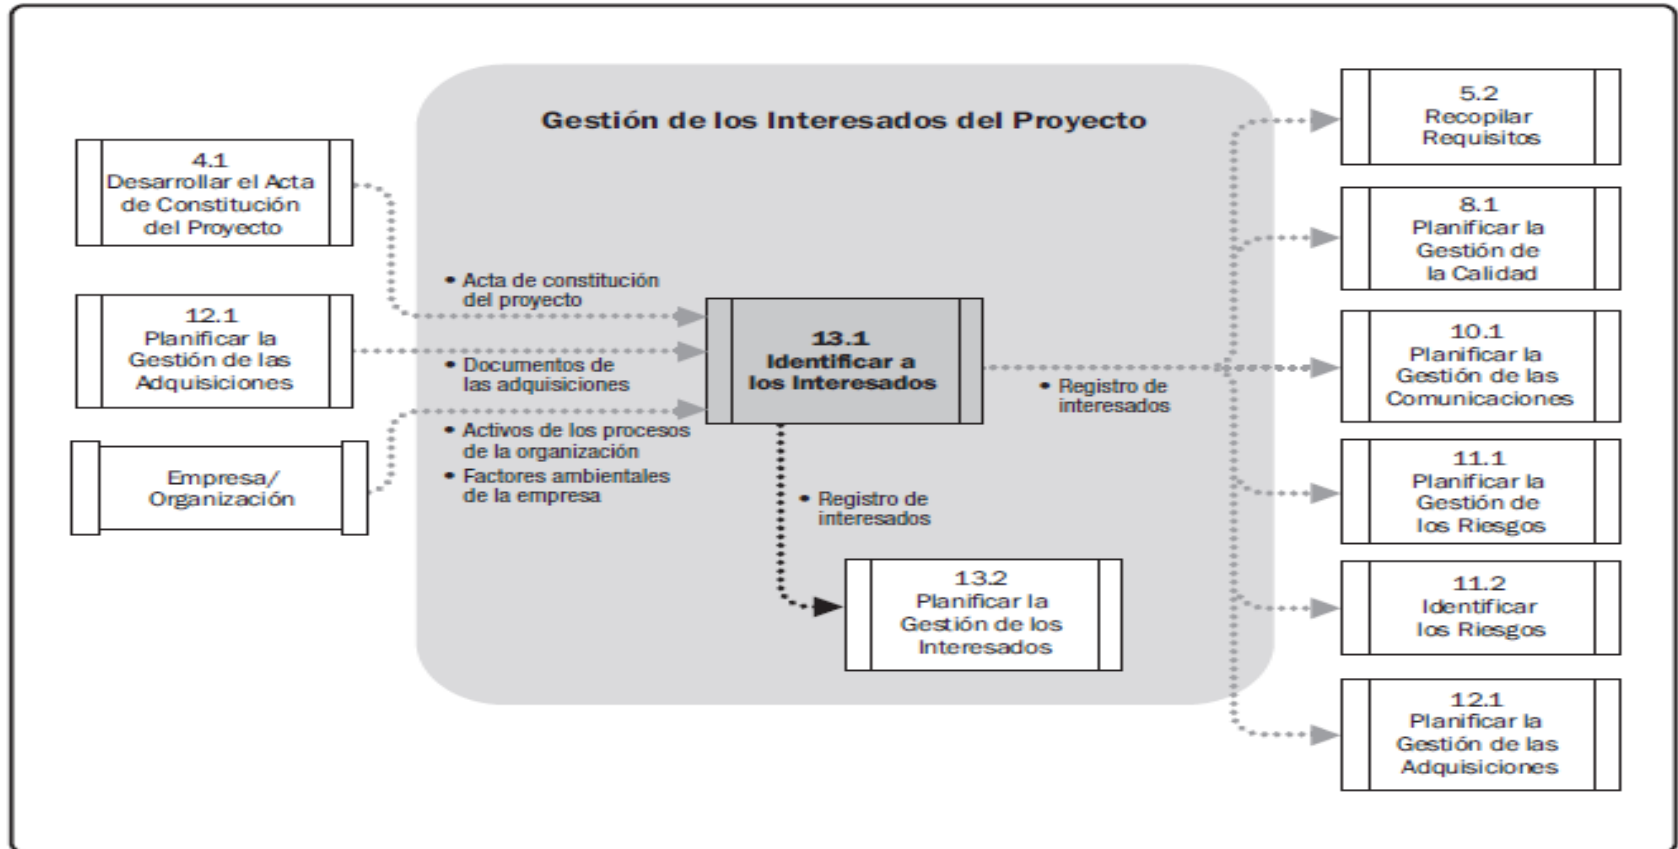 Gestión de los Interesados del Proyecto
4.1
Desarrollar el Acta
de Constitución
del Proyecto
12.1
Planificar la
Gestión de las
Adquisiciones
Empresa/
Organización
• Acta de constitución
del proyecto
• Documentos de
las adquisiciones
• Activos de los procesos
de la organización
• Factores ambientales
de la empresa
13.1
Identificar a
los Interesados
• Registro de
interesados
• Registro de
interesados
13.2
Planificar la
Gestión de los
Interesados
5.2
Recopilar
Requisitos
8.1
Planificar la
Gestión de
la Calidad
10.1
Planificar la
Gestión de las
Comunicaciones
11.1
Planificar la
Gestión de
los Riesgos
11.2
Identificar
los Riesgos
12.1
Planificar la
Gestión de las
Adquisiciones